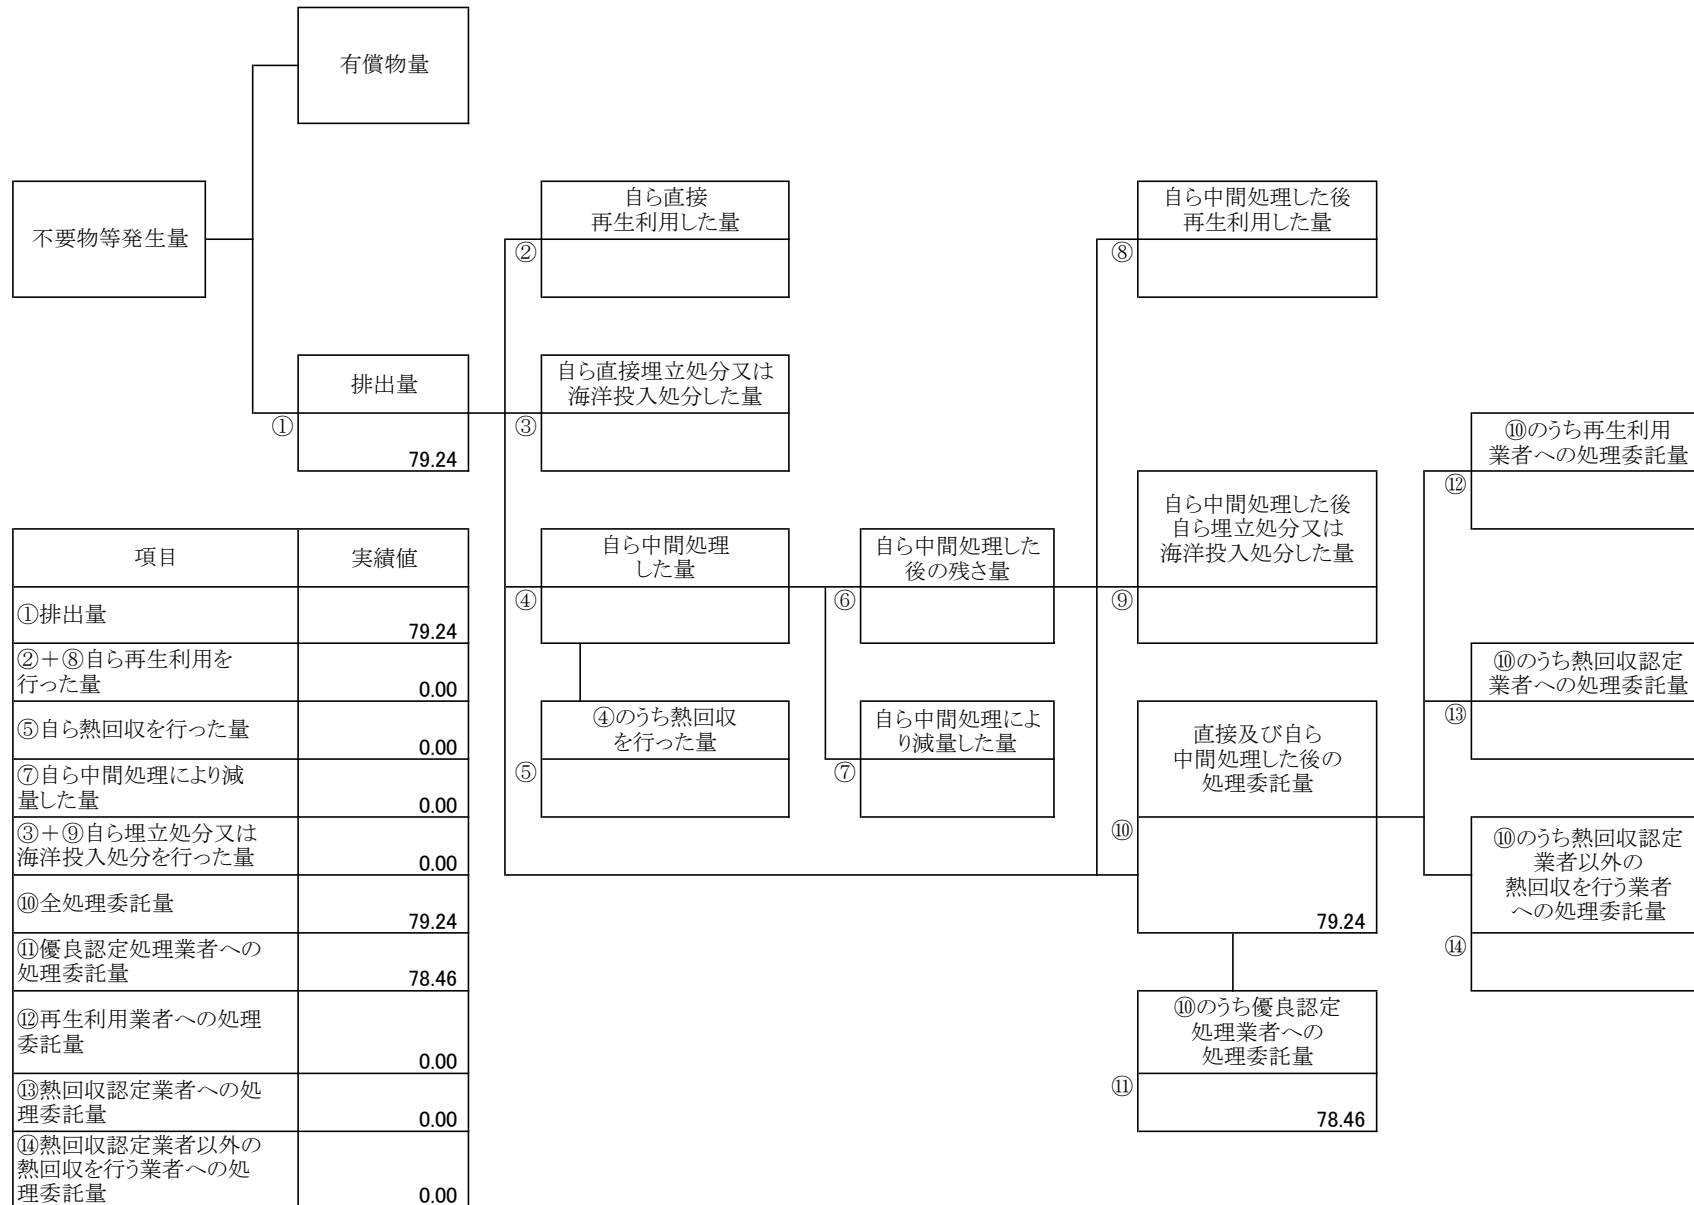 有償物量
不要物等発生量
自ら直接
再生利用した量
②
自ら中間処理した後
再生利用した量
⑧
排出量
①
79.24
自ら直接埋立処分又は
海洋投入処分した量
③
⑩のうち再生利用
業者への処理委託量
⑫
自ら中間処理した後
自ら埋立処分又は
海洋投入処分した量
⑨
自ら中間処理
した量
④
自ら中間処理した
後の残さ量
⑥
⑩のうち熱回収認定
業者への処理委託量
⑬
④のうち熱回収
を行った量
⑤
自ら中間処理によ
り減量した量
⑦
直接及び自ら
中間処理した後の
処理委託量
⑩
79.24
⑩のうち熱回収認定
業者以外の
熱回収を行う業者
への処理委託量
⑭
⑩のうち優良認定
処理業者への
処理委託量
⑪
78.46
項目 実績値
①排出量
79.24
②+⑧自ら再生利用を
行った量 0.00
⑤自ら熱回収を行った量
0.00
⑦自ら中間処理により減
量した量 0.00
③+⑨自ら埋立処分又は
海洋投入処分を行った量 0.00
⑩全処理委託量
79.24
⑪優良認定処理業者への
処理委託量 78.46
⑫再生利用業者への処理
委託量
0.00
⑬熱回収認定業者への処
理委託量 0.00
⑭熱回収認定業者以外の
熱回収を行う業者への処
理委託量 0.00